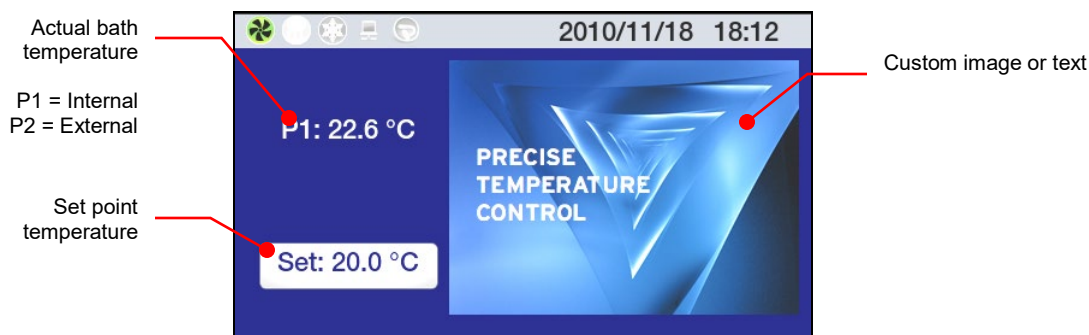 Actual bath
temperature
P1 = Internal
P2 = External
Set point
temperature
2010/11/18 18:12
P1: 22.6 °C
Set: 20.0 °C
PRECISE
TEMPERATURE
CONTROL
Custom image or text